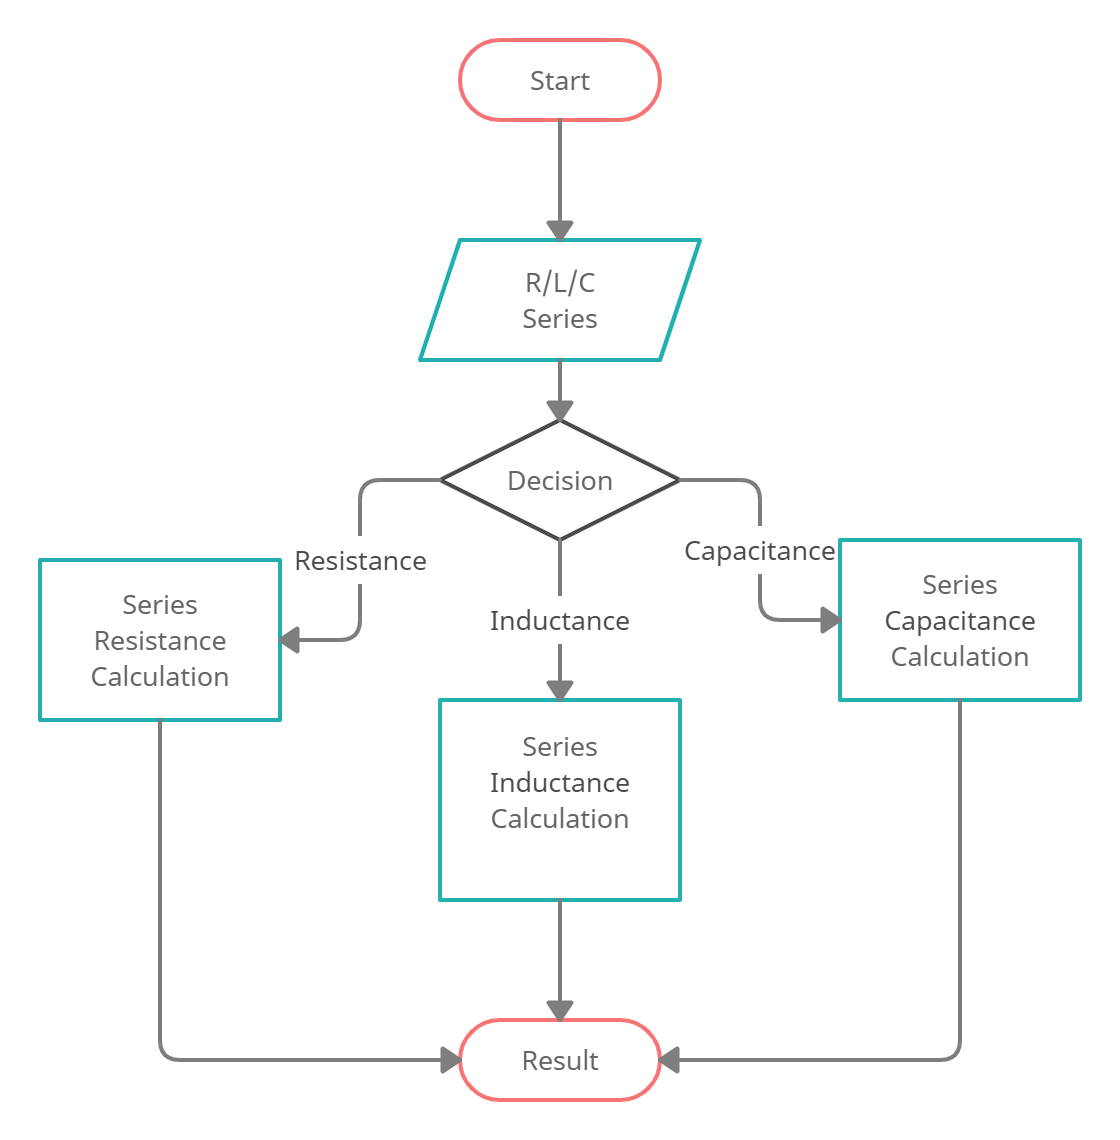 Start
R/L/C
Series
Decision
Resistance
Inductance
Capacitance
Series
Resistance
Calculation
Series
Inductance
Calculation
Series
Capacitance
Calculation
Result